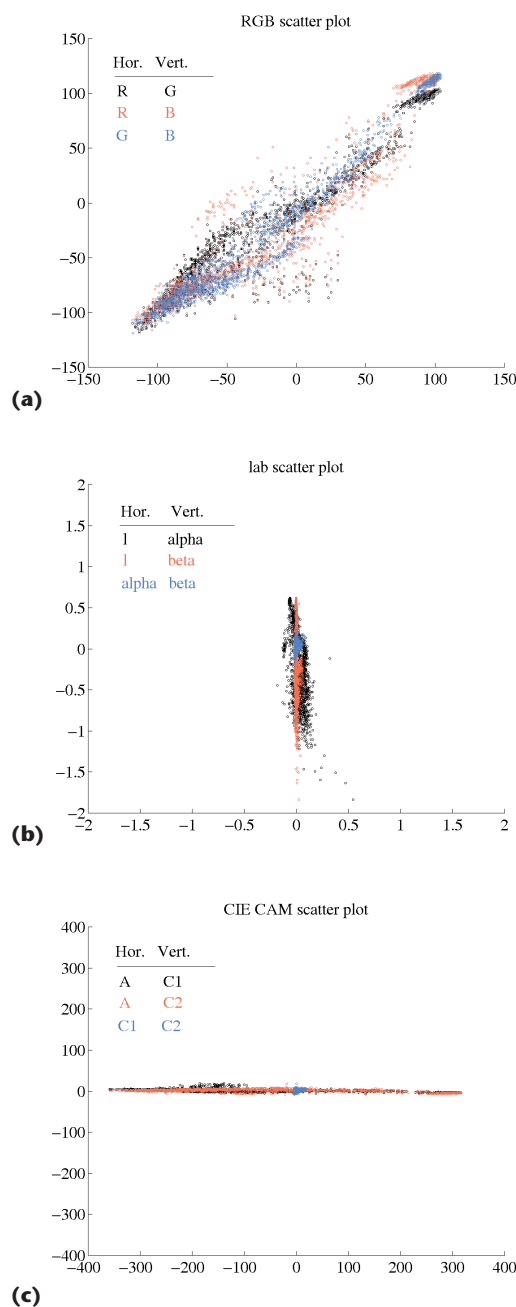 RGB scatter plot
150
100
50
0
−50
−100
−150
Hor. Vert.
R G
R B
G B
−150 −100 −50 0 50 100 150
(a)
lab scatter plot
2
1.5
1
0.5
0
−0.5
−1
−1.5
−2
Hor. Vert.
l alpha
l beta
alpha beta
−2 −1.5 −1 −0.5 0 0.5 1 1.5 2
(b)
CIE CAM scatter plot
400
300
200
100
0
−100
−200
−300
−400
Hor. Vert.
A C1
A C2
C1 C2
−400 −300 −200 −100 0 100 200 300 400
(c)